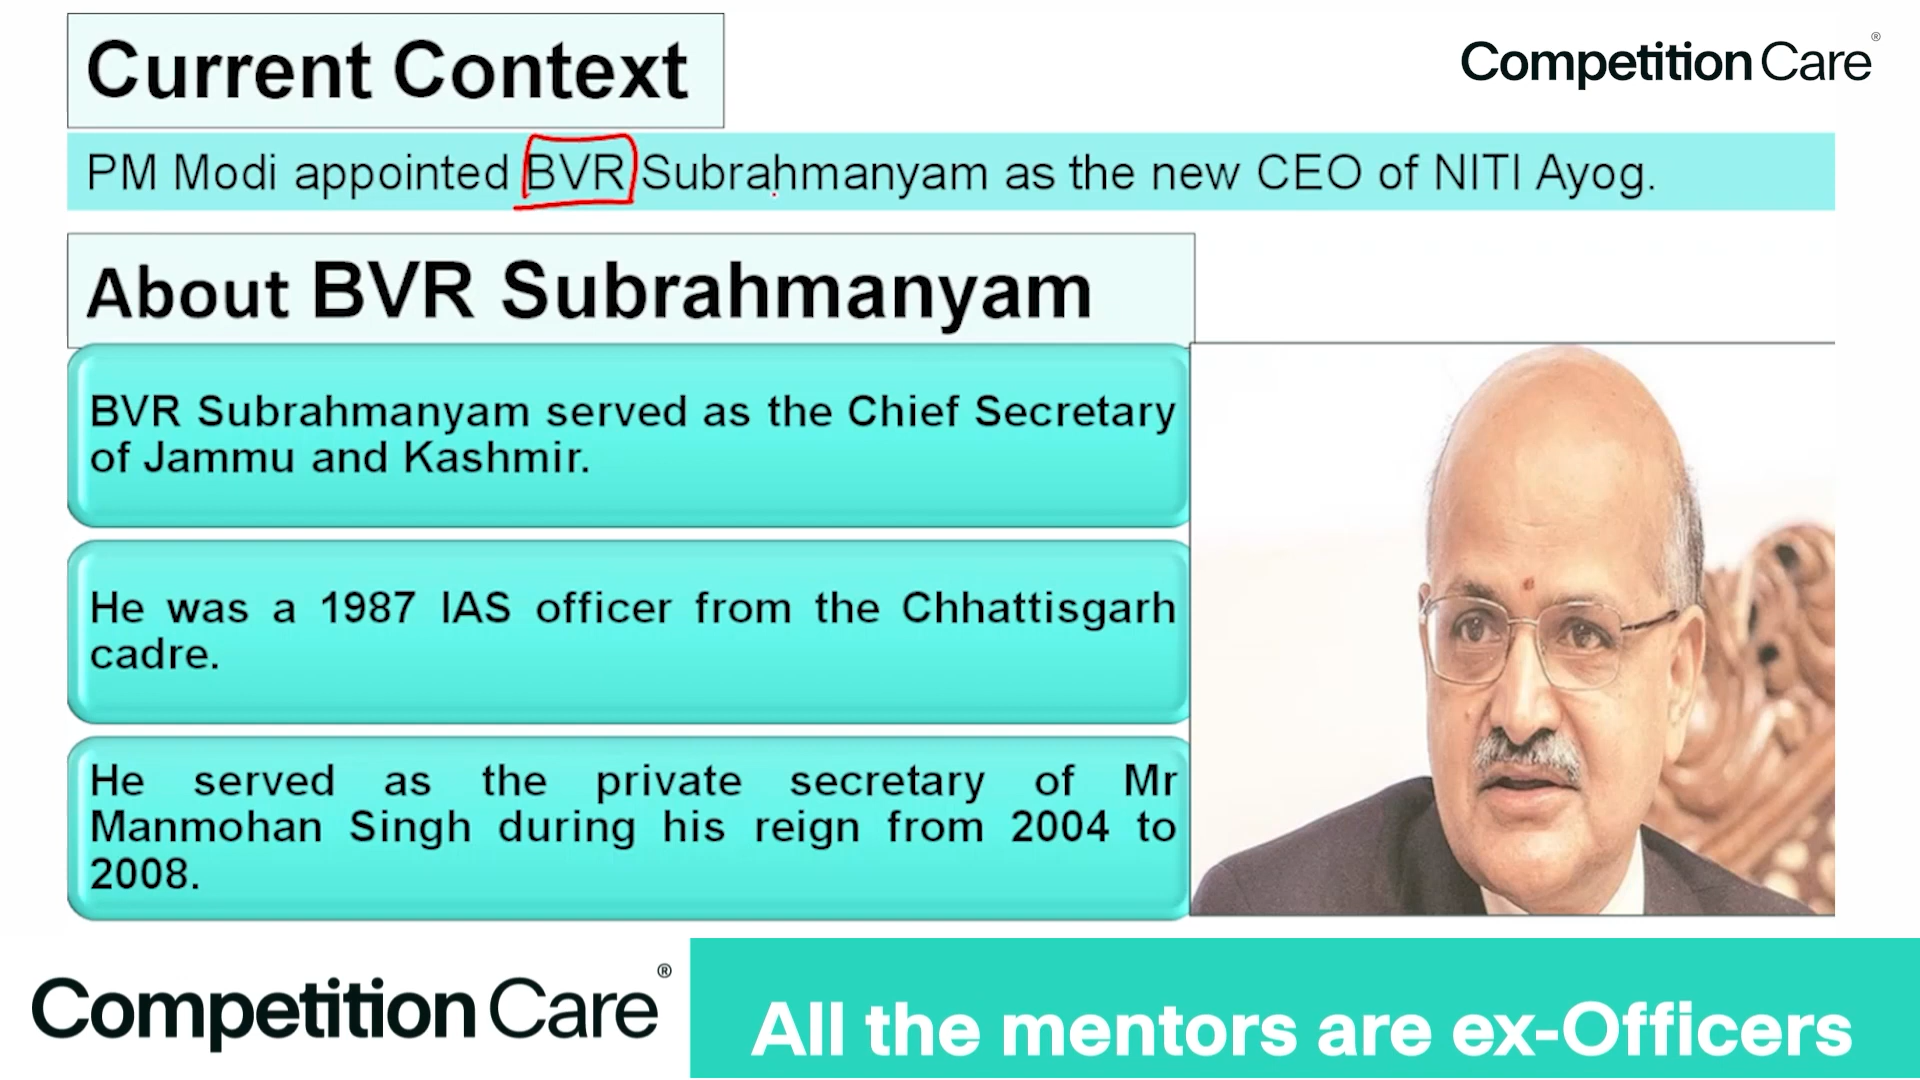 Current Context
Competition Care®
PM Modi appointed BVR Subrahmanyam as the new CEO of NITI Ayog.
About BVR Subrahmanyam
BVR Subrahmanyam served as the Chief Secretary
of Jammu and Kashmir.
He was a 1987 IAS officer from the Chhattisgarh
cadre.
He served as the private secretary of Mr
Manmohan Singh during his reign from 2004 to
2008.
Competition Care®
All the mentors are ex-Officers